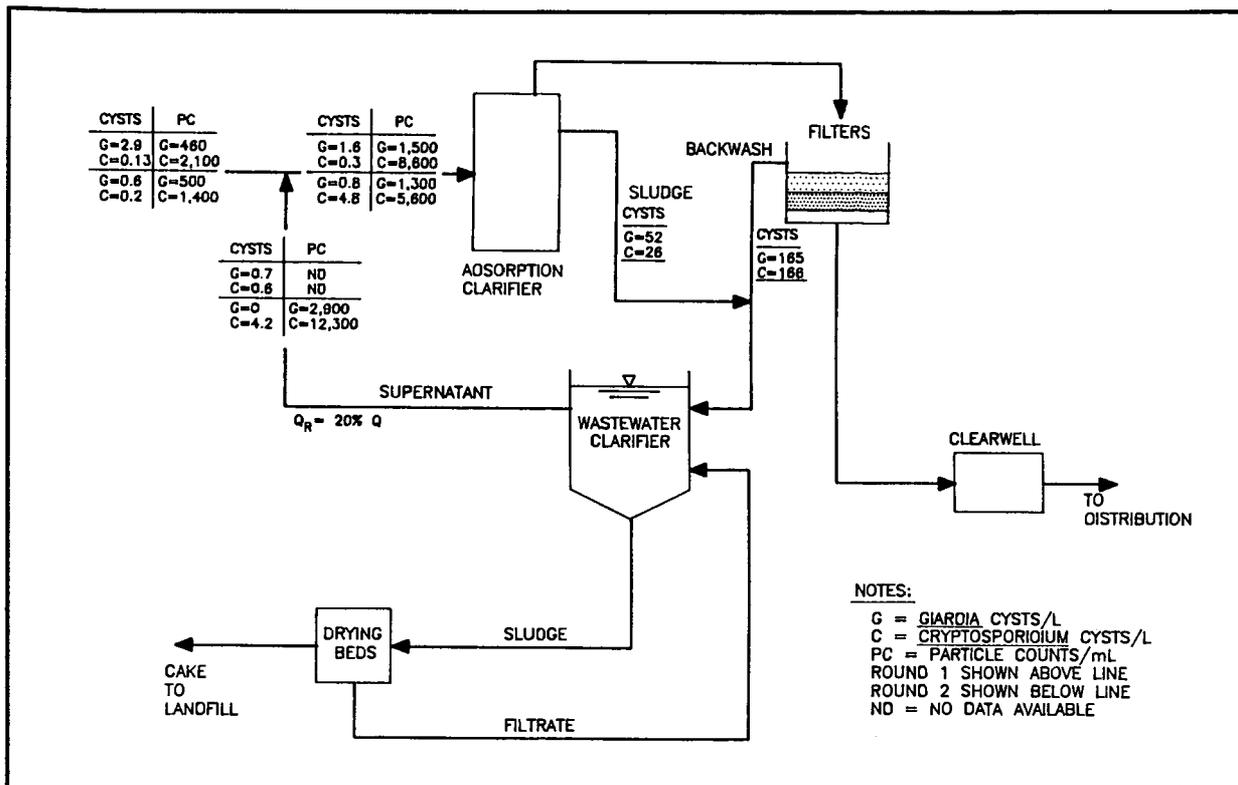 CYSTS PC
G=2.9 G=460
C=0.13 C=2,100
G=0.6 G=500
C=0.2 C=1,400
CYSTS PC
G=1.6 G=1,500
C=0.3 C=8,600
G=0.8 G=1,300
C=4.8 C=5,600
CYSTS PC
G=0.7 ND
C=0.6 ND
G=0 G=2,900
C=4.2 C=12,300
ADSORPTION
CLARIFIER
SLUDGE
CYSTS
G=52
C=26
BACKWASH
FILTERS
CYSTS
G=165
C=166
SUPERNATANT
QR= 20% Q
WASTEWATER
CLARIFIER
CLEARWELL
TO
DISTRIBUTION
DRYING
BEDS
SLUDGE
CAKE
TO
LANDFILL
FILTRATE
NOTES:
G = GIARDIA CYSTS/L
C = CRYPTOSPORIDIUM CYSTS/L
PC = PARTICLE COUNTS/mL
ROUND 1 SHOWN ABOVE LINE
ROUND 2 SHOWN BELOW LINE
ND = NO DATA AVAILABLE